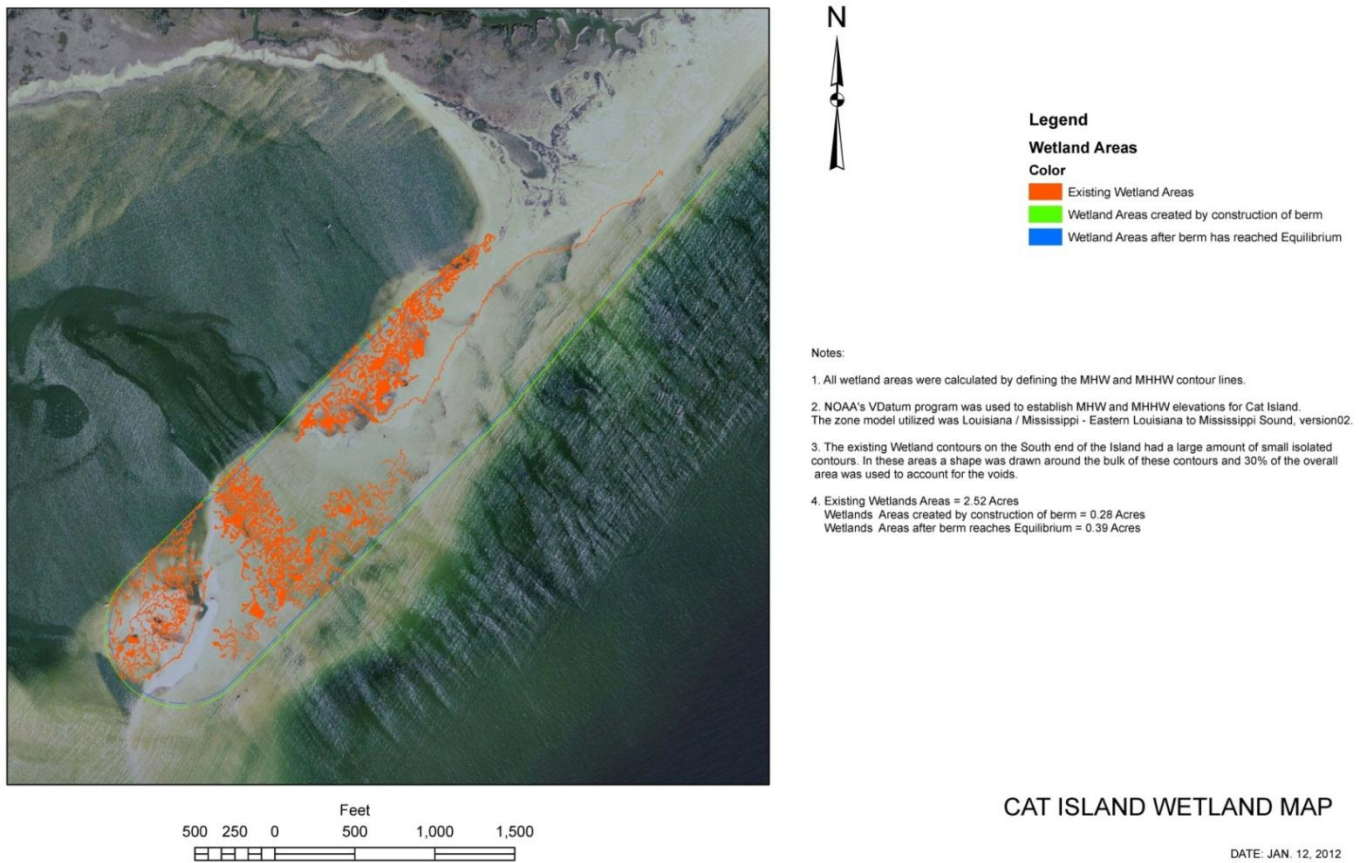 N
Legend
Wetland Areas
Color
Existing Wetland Areas
Wetland Areas created by construction of berm
Wetland Areas after berm has reached Equilibrium
Notes:
1. All wetland areas were calculated by defining the MHW and MHHW contour lines.
2. NOAA's VDatum program was used to establish MHW and MHHW elevations for Cat Island.
The zone model utilized was Louisiana / Mississippi - Eastern Louisiana to Mississippi Sound, version02.
3. The existing Wetland contours on the South end of the Island had a large amount of small isolated
contours. In these areas a shape was drawn around the bulk of these contours and 30% of the overall
area was used to account for the voids.
4. Existing Wetlands Areas = 2.52 Acres
Wetlands Areas created by construction of berm = 0.28 Acres
Wetlands Areas after berm reaches Equilibrium = 0.39 Acres
Feet
500 250 0 500 1,000 1,500
CAT ISLAND WETLAND MAP
DATE: JAN. 12, 2012